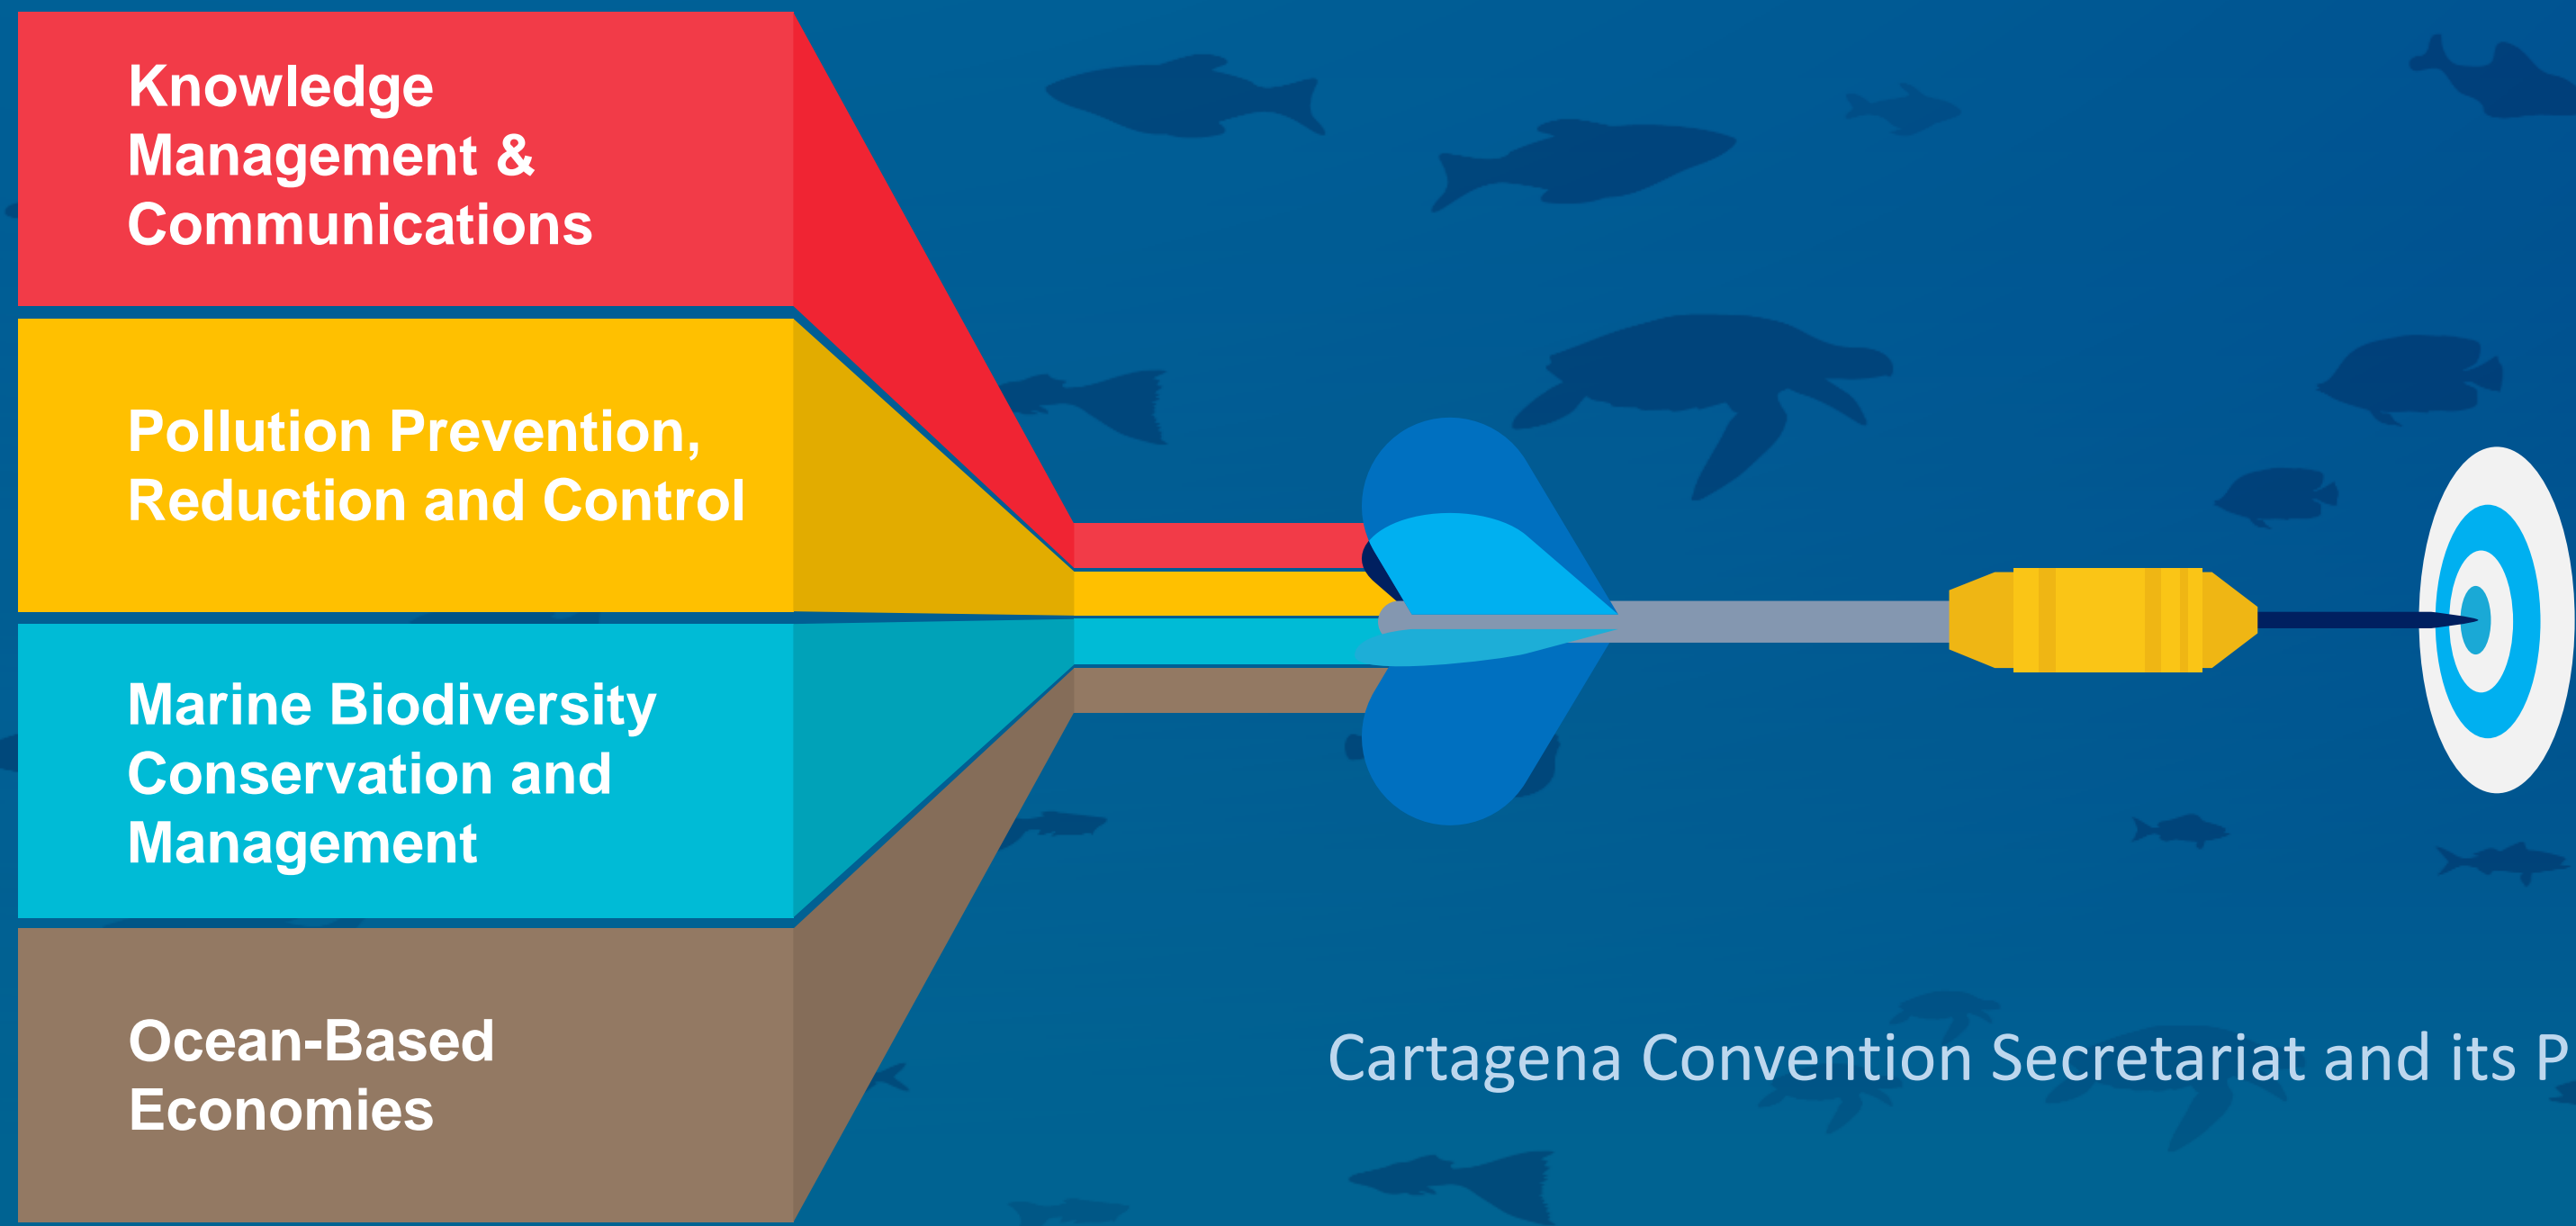 Knowledge
Management &
Communications
Pollution Prevention,
Reduction and Control
Marine Biodiversity
Conservation and
Management
Ocean-Based
Economies
Cartagena Convention Secretariat and its P